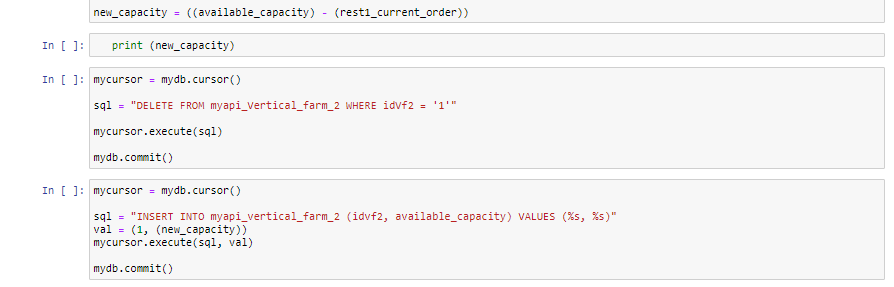 new_capacity = ((available_capacity) - (rest1_current_order))
In [ ]: print (new_capacity)
In [ ]: mycursor = mydb.cursor()
sql = "DELETE FROM myapi_Vertical_farm_2 WHERE idVf2 = '1'"
mycursor.execute(sql)
mydb.commit()
In [ ]: mycursor = mydb.cursor()
sql = "INSERT INTO myapi_vertical_farm_2 (idvf2, available_capacity) VALUES (%s, %s)"
val = (1, (new_capacity))
mycursor.execute(sql, val)
mydb.commit()